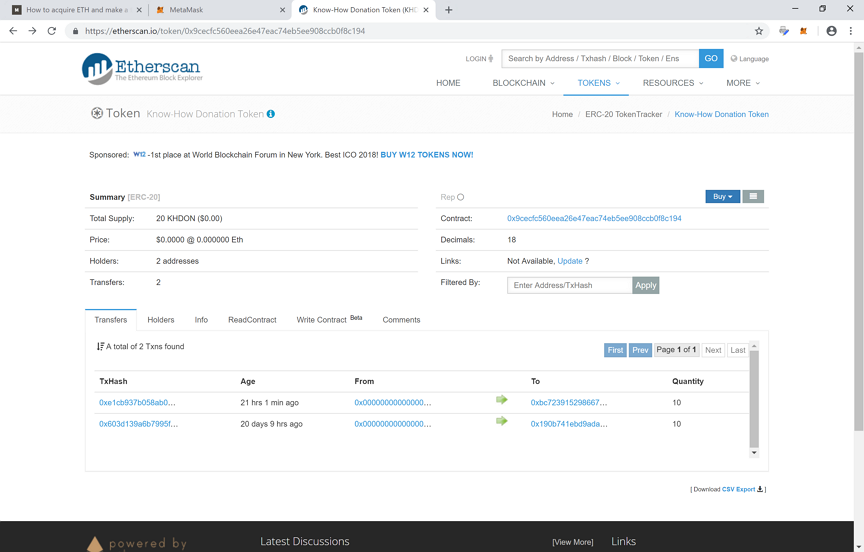 How to acquire ETH and make a
MetaMask
Know-How Donation Token (KHD
https://etherscan.io/token/0x9cecfc560eea26e47eac74eb5ee908ccb0f8c194
Etherscan
The Ethereum Block Explorer
LOGIN
Search by Address / Txhash / Block / Token / Ens
GO
Language
HOME
BLOCKCHAIN
TOKENS
RESOURCES
MORE
Token Know-How Donation Token
Home / ERC-20 TokenTracker / Know-How Donation Token
Sponsored: W12 -1st place at World Blockchain Forum in New York. Best ICO 2018! BUY W12 TOKENS NOW!
Summary [ERC-20]
Total Supply: 20 KHDON ($0.00)
Price: $0.0000 @ 0.000000 Eth
Holders: 2 addresses
Transfers: 2
Rep
Buy
Contract: 0x9cecfc560eea26e47eac74eb5ee908ccb0f8c194
Decimals: 18
Links: Not Available, Update ?
Filtered By: Enter Address/TxHash Apply
Transfers Holders Info ReadContract Write Contract Beta Comments
A total of 2 Txns found
First Prev Page 1 of 1 Next Last
TxHash Age From To Quantity
0xe1cb937b058ab0... 21 hrs 1 min ago 0x00000000000000... 0xbc723915298667... 10
0x603d139a6b7995f... 20 days 9 hrs ago 0x00000000000000... 0x190b741ebd9ada... 10
[ Download CSV Export ]
powered by
Latest Discussions
[View More]
Links